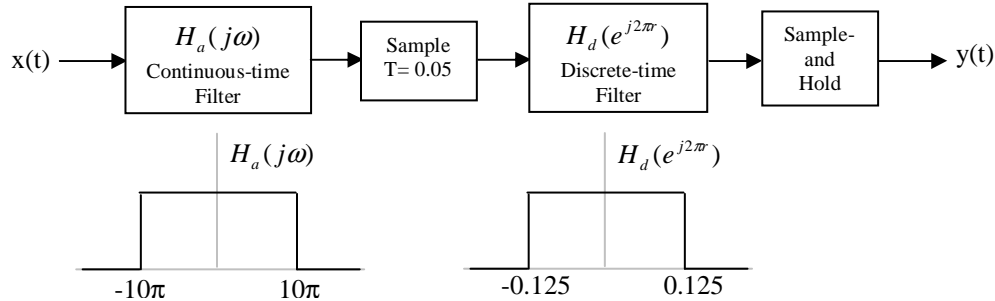 x(t)
H_a(jω)
Continuous-time
Filter
Sample
T= 0.05
H_d(e^{j2πr})
Discrete-time
Filter
Sample-
and
Hold
y(t)
H_a(jω)
-10π
10π
H_d(e^{j2πr})
-0.125
0.125